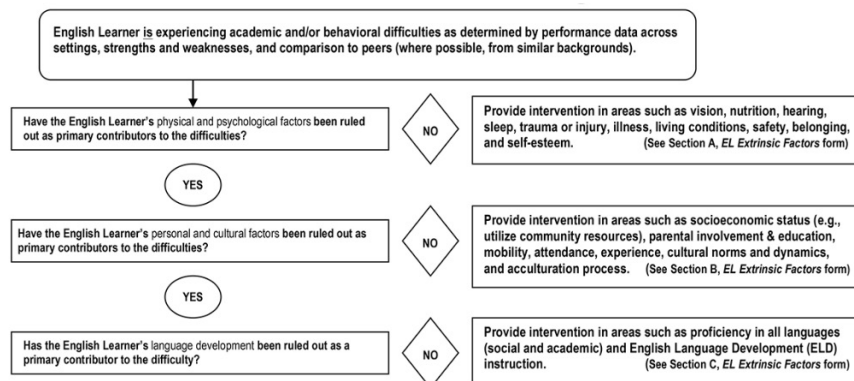 English Learner is experiencing academic and/or behavioral difficulties as determined by performance data across
settings, strengths and weaknesses, and comparison to peers (where possible, from similar backgrounds).
Have the English Learner's physical and psychological factors been ruled
out as primary contributors to the difficulties?
NO
Provide intervention in areas such as vision, nutrition, hearing,
sleep, trauma or injury, illness, living conditions, safety, belonging,
and self-esteem. (See Section A, EL Extrinsic Factors form)
YES
Have the English Learner's personal and cultural factors been ruled out as
primary contributors to the difficulties?
NO
Provide intervention in areas such as socioeconomic status (e.g.,
utilize community resources), parental involvement & education,
mobility, attendance, experience, cultural norms and dynamics,
and acculturation process. (See Section B, EL Extrinsic Factors form)
YES
Has the English Learner's language development been ruled out as a
primary contributor to the difficulty?
NO
Provide intervention in areas such as proficiency in all languages
(social and academic) and English Language Development (ELD)
instruction. (See Section C, EL Extrinsic Factors form)